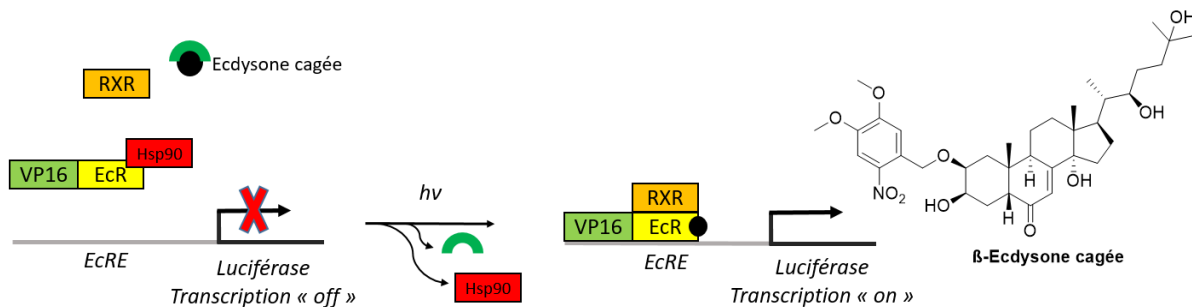 Ecdysone cagée
RXR
Hsp90
VP16
EcR
EcRE
Luciférase
Transcription « off »
hν
Hsp90
RXR
VP16
EcR
EcRE
Luciférase
Transcription « on »
OH
OH
O
O
O
NO₂
HO
H
O
H
OH
ß-Ecdysone cagée